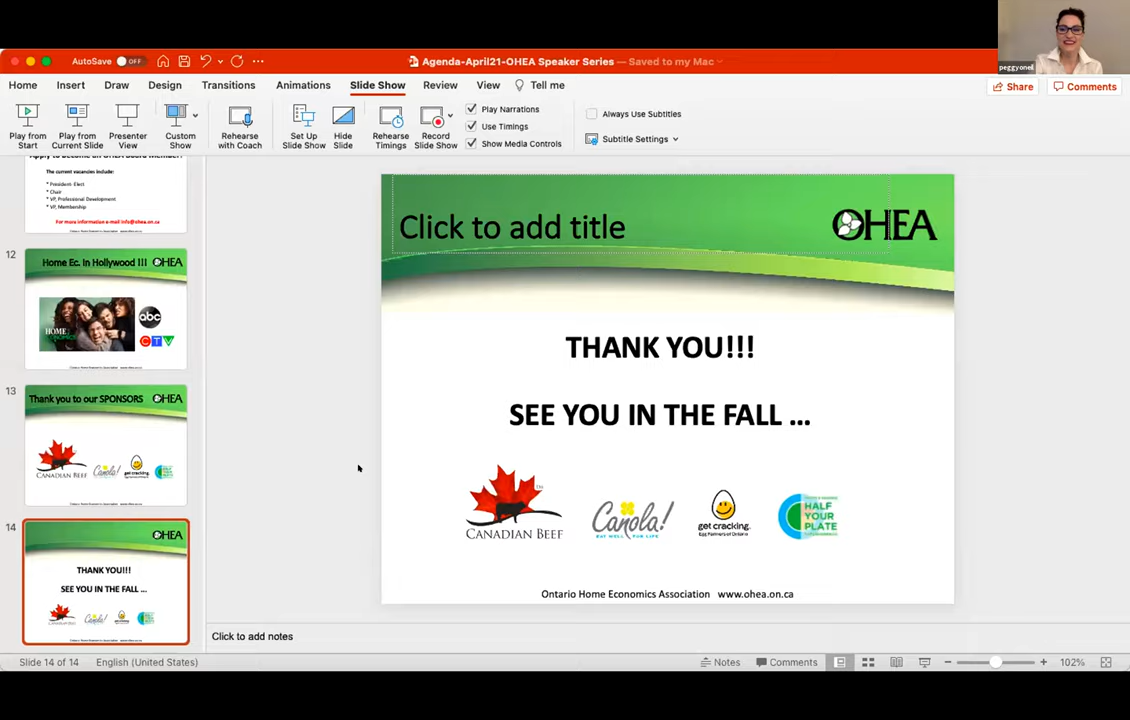 AutoSave OFF
Agenda-April21-OHEA Speaker Series — Saved to my Mac
peggyoneil
Home Insert Draw Design Transitions Animations Slide Show Review View Tell me
Share Comments
Play from Start
Play from Current Slide
Presenter View
Custom Show
Rehearse with Coach
Set Up Slide Show
Hide Slide
Rehearse Timings
Record Slide Show
Play Narrations
Use Timings
Show Media Controls
Always Use Subtitles
Subtitle Settings
Apply to become an OHEA Board Member!
The current vacancies include:
* President- Elect
* Chair
* VP, Professional Development
* VP, Membership
For more information e-mail info@ohea.on.ca
12
Home Ec. In Hollywood !!! OHEA
HOME
abc
CTV
13
Thank you to our SPONSORS OHEA
CANADIAN BEEF
Canola!
get cracking.
14
OHEA
THANK YOU!!!
SEE YOU IN THE FALL ...
Click to add title
OHEA
THANK YOU!!!
SEE YOU IN THE FALL ...
CANADIAN BEEF
TM
Canola!
EAT WELL FOR LIFE
get cracking.
Egg Farmers of Ontario
HALF
YOUR
PLATE
Ontario Home Economics Association www.ohea.on.ca
Click to add notes
Slide 14 of 14 English (United States)
Notes Comments 102%